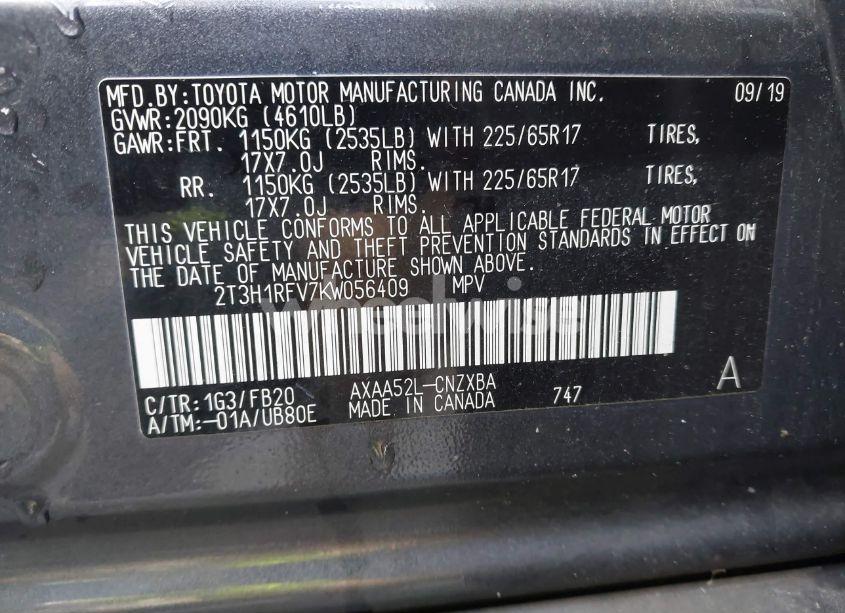 MFD.BY:TOYOTA MOTOR MANUFACTURING CANADA INC. 09/19
GVWR:2090KG (4610LB)
GAWR:FRT. 1150KG (2535LB) WITH 225/65R17 TIRES,
17X7.0J RIMS.
RR. 1150KG (2535LB) WITH 225/65R17 TIRES,
17X7.0J RIMS.
THIS VEHICLE CONFORMS TO ALL APPLICABLE FEDERAL MOTOR
VEHICLE SAFETY AND THEFT PREVENTION STANDARDS IN EFFECT ON
THE DATE OF MANUFACTURE SHOWN ABOVE.
2T3H1RFV7KW056409 MPV
wheelwise
C/TR:1G3/FB20 AXAA52L-CNZXBA 747 A
A/TM:-01A/UB80E MADE IN CANADA